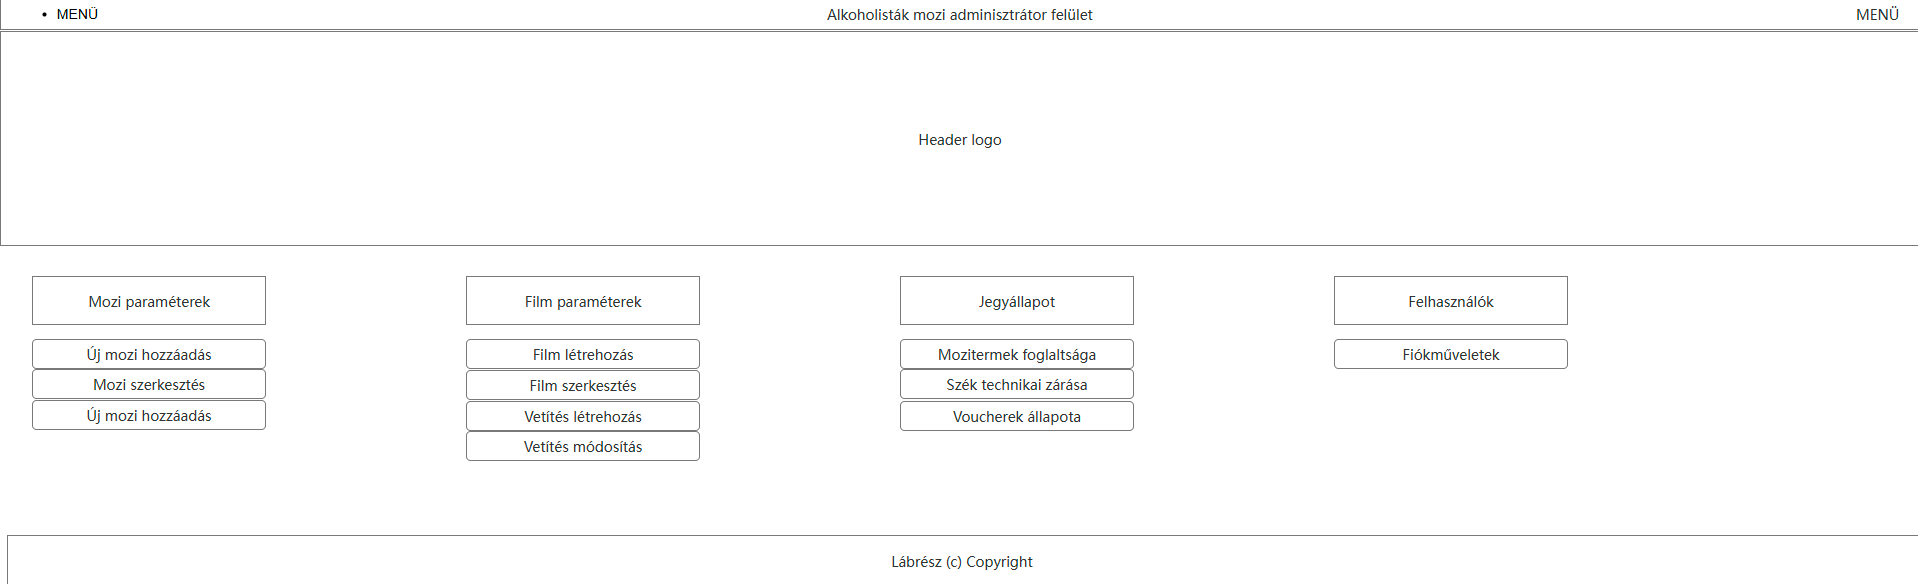 • MENÜ
Alkoholisták mozi adminisztrátor felület
MENÜ
Header logo
Mozi paraméterek
Új mozi hozzáadás
Mozi szerkesztés
Új mozi hozzáadás
Film paraméterek
Film létrehozás
Film szerkesztés
Vetítés létrehozás
Vetítés módosítás
Jegyállapot
Mozitermek foglaltsága
Szék technikai zárása
Voucherek állapota
Felhasználók
Fiókműveletek
Lábrész (c) Copyright